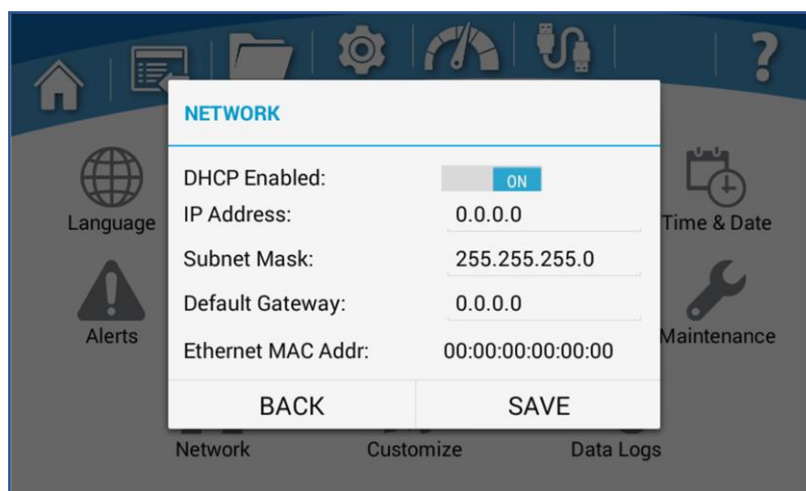 ?
NETWORK
DHCP Enabled: ON
IP Address: 0.0.0.0
Language
Time & Date
Subnet Mask: 255.255.255.0
Default Gateway: 0.0.0.0
Alerts
Maintenance
Ethernet MAC Addr: 00:00:00:00:00:00
BACK SAVE
Network Customize Data Logs